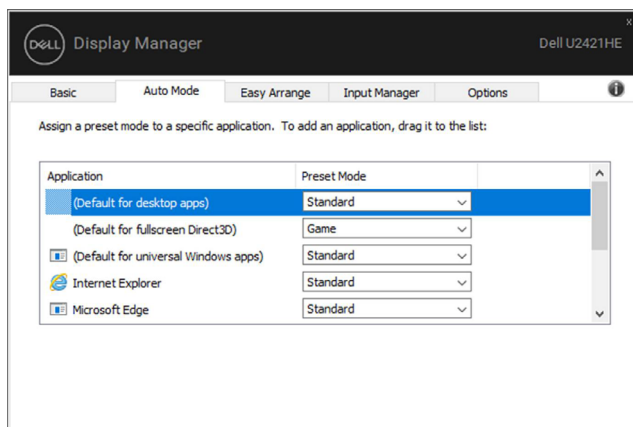 x
DELL Display Manager Dell U2421HE
Basic Auto Mode Easy Arrange Input Manager Options i
Assign a preset mode to a specific application. To add an application, drag it to the list:
Application Preset Mode
(Default for desktop apps) Standard
(Default for fullscreen Direct3D) Game
(Default for universal Windows apps) Standard
Internet Explorer Standard
Microsoft Edge Standard